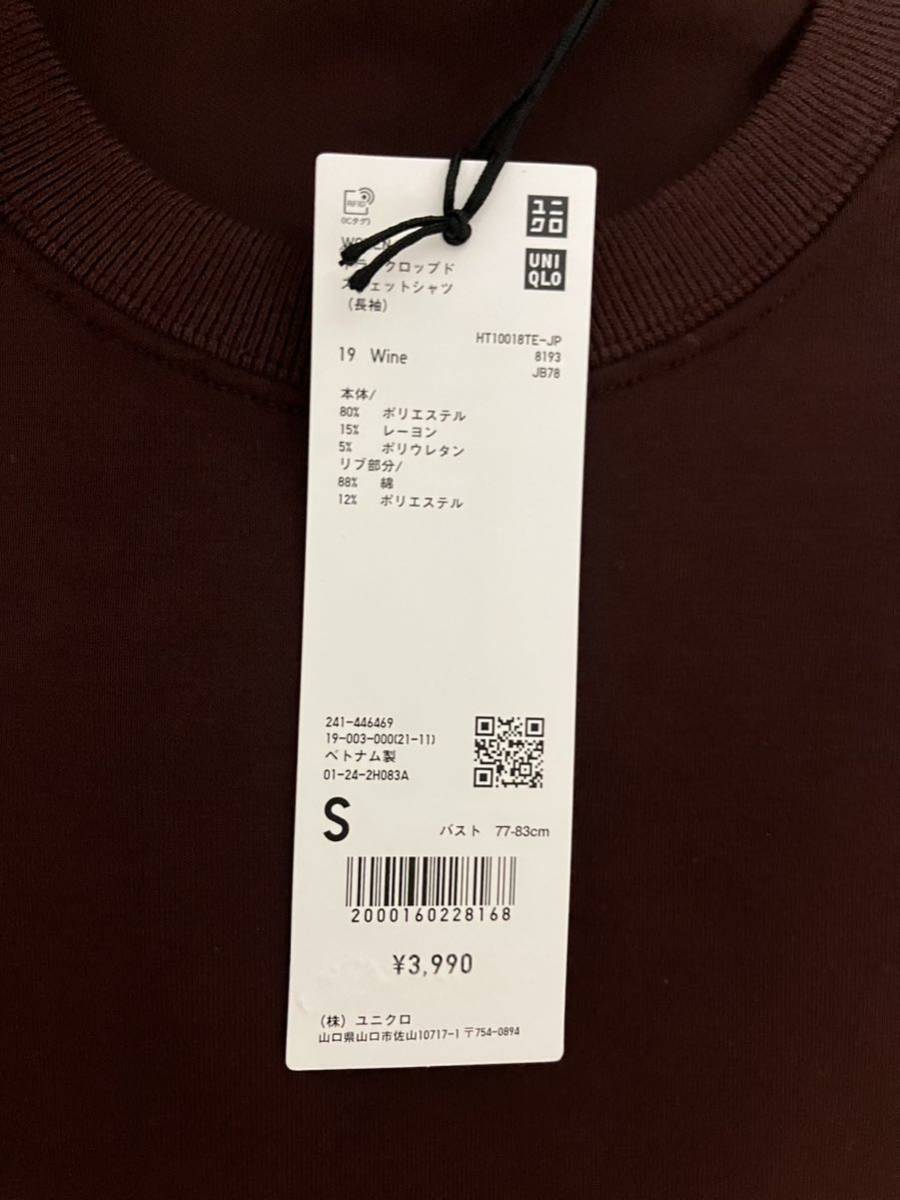 RFID
(ICタグ)
ユニ
クロ
UNI
QLO
クロップド
ェットシャツ
(長袖)
HT10018TE-JP
19 Wine
8193
JB78
本体/
80% ポリエステル
15% レーヨン
5% ポリウレタン
リブ部分/
88% 綿
12% ポリエステル
241-446469
19-003-000(21-11)
ベトナム製
01-24-2H083A
S バスト 77-83cm
2000160228168
¥3,990
(株) ユニクロ
山口県山口市佐山10717-1 〒754-0894